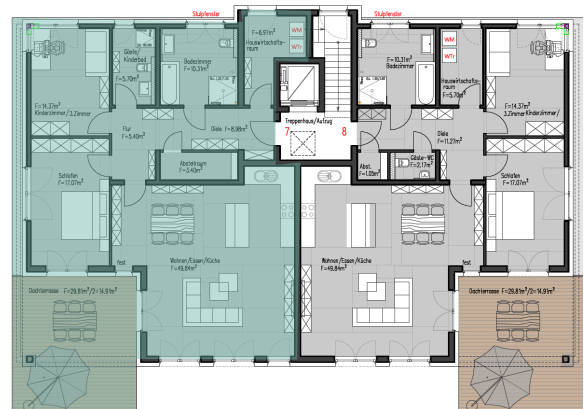 Stulpfenster
Stulpfenster
Gäste/
Kinderbad
F=5.70m²
Badezimmer
F=10,31m²
F=6,91m²
Hauswirtschafts-
raum
WM
WTr
F=10,31m²
Badezimmer
WM
WTr
Hauswirtschafts-
raum
F=5.70m²
F=14.37m²
Kinderzimmer/3.Zimmer
F=14.37m²
3.Zimmer Kinderzimmer/
Flur
F=5.40m²
Diele F=8,98m²
Treppenhaus/Aufzug
7
8
Diele
F=11.27m²
Abstellraum
F=3.40m²
Abst.
F=1.05m²
Gäste-WC
F=2.17m²
Schlafen
F=17.07m²
Schlafen
F=17.07m²
Wohnen/Essen/Küche
F=49,84m²
Wohnen/Essen/Küche
F=49,84m²
fest
fest
Dachterrasse F=29.81m²/2=14,91m²
Dachterrasse F=29.81m²/2=14,91m²